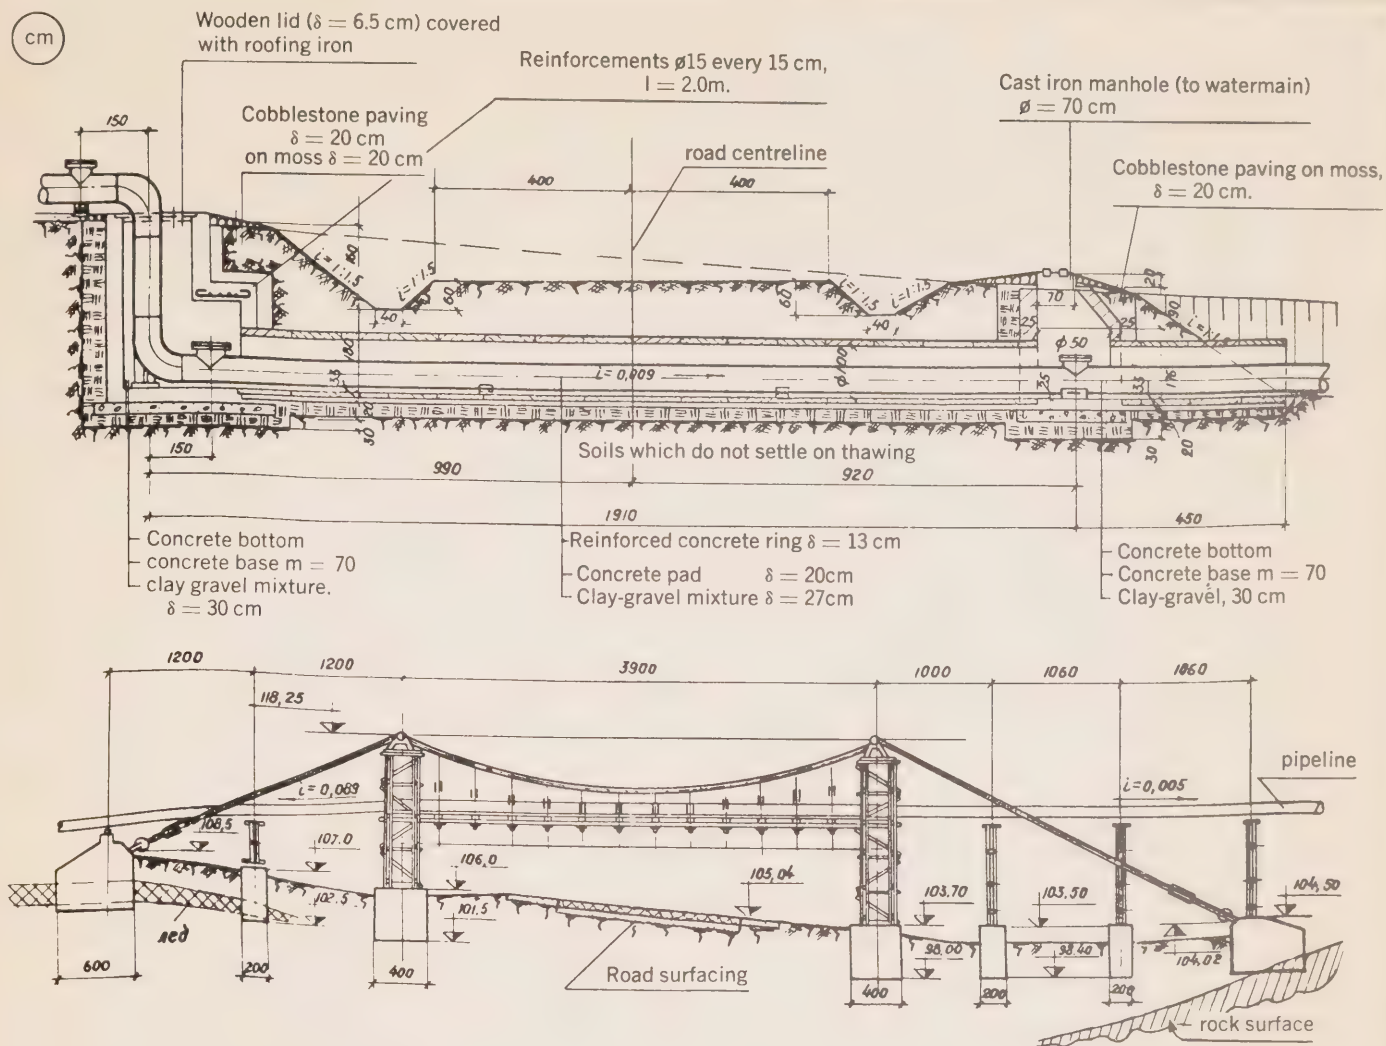 cm
Wooden lid (δ = 6.5 cm) covered
with roofing iron
Reinforcements ø15 every 15 cm,
l = 2.0m.
Cast iron manhole (to watermain)
ø = 70 cm
Cobblestone paving
δ = 20 cm
on moss δ = 20 cm
road centreline
Cobblestone paving on moss,
δ = 20 cm.
150
400
400
60
i = 1:1.5
i = 1:1.5
60
40
60
i = 1:1.5
i = 1:1.5
40
70
20
25
25
90
i = 1:1.5
180
ø 100
ø 50
i = 0,009
33
20
30
25
33
116
30
20
150
Soils which do not settle on thawing
990
920
1910
450
Concrete bottom
concrete base m = 70
clay gravel mixture.
δ = 30 cm
Reinforced concrete ring δ = 13 cm
Concrete pad δ = 20cm
Clay-gravel mixture δ = 27cm
Concrete bottom
Concrete base m = 70
Clay-gravel, 30 cm
1200
1200
3900
1000
1060
1060
118,25
pipeline
i = 0,089
i = 0,005
108,5
107.0
106,0
105,04
103.70
103.50
104,50
102.5
101.5
98,00
98.40
104,02
лед
600
200
400
Road surfacing
400
200
200
rock surface